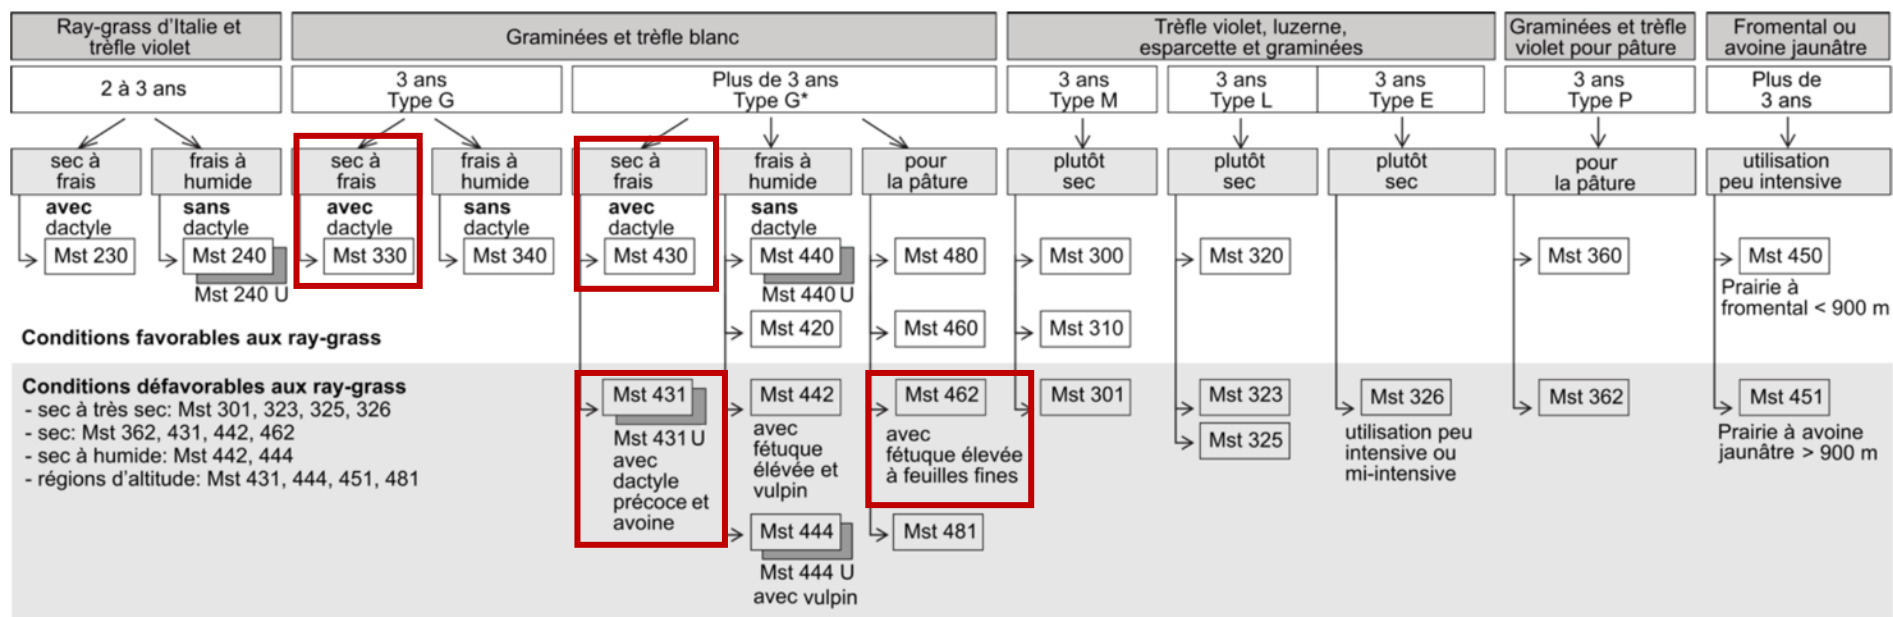 Ray-grass d'Italie et
trèfle violet
Graminées et trèfle blanc
Trèfle violet, luzerne,
esparcette et graminées
Graminées et trèfle
violet pour pâture
Fromental ou
avoine jaunâtre
2 à 3 ans
3 ans
Type G
Plus de 3 ans
Type G*
3 ans
Type M
3 ans
Type L
3 ans
Type E
3 ans
Type P
Plus de
3 ans
sec à
frais
frais à
humide
sec à
frais
frais à
humide
sec à
frais
frais à
humide
pour
la pâture
plutôt
sec
plutôt
sec
plutôt
sec
pour
la pâture
utilisation
peu intensive
avec
dactyle
sans
dactyle
avec
dactyle
sans
dactyle
avec
dactyle
sans
dactyle
Mst 230
Mst 240
Mst 240 U
Mst 330
Mst 340
Mst 430
Mst 440
Mst 440 U
Mst 480
Mst 300
Mst 320
Mst 360
Mst 450
Prairie à
fromental < 900 m
Mst 420
Mst 460
Mst 310
Conditions favorables aux ray-grass
Conditions défavorables aux ray-grass
- sec à très sec: Mst 301, 323, 325, 326
- sec: Mst 362, 431, 442, 462
- sec à humide: Mst 442, 444
- régions d'altitude: Mst 431, 444, 451, 481
Mst 431
Mst 431 U
avec
dactyle
précoce et
avoine
Mst 442
avec
fétuque
élévée et
vulpin
Mst 444
Mst 444 U
avec vulpin
Mst 462
avec
fétuque élevée
à feuilles fines
Mst 481
Mst 301
Mst 323
Mst 325
Mst 326
utilisation peu
intensive ou
mi-intensive
Mst 362
Mst 451
Prairie à avoine
jaunâtre > 900 m